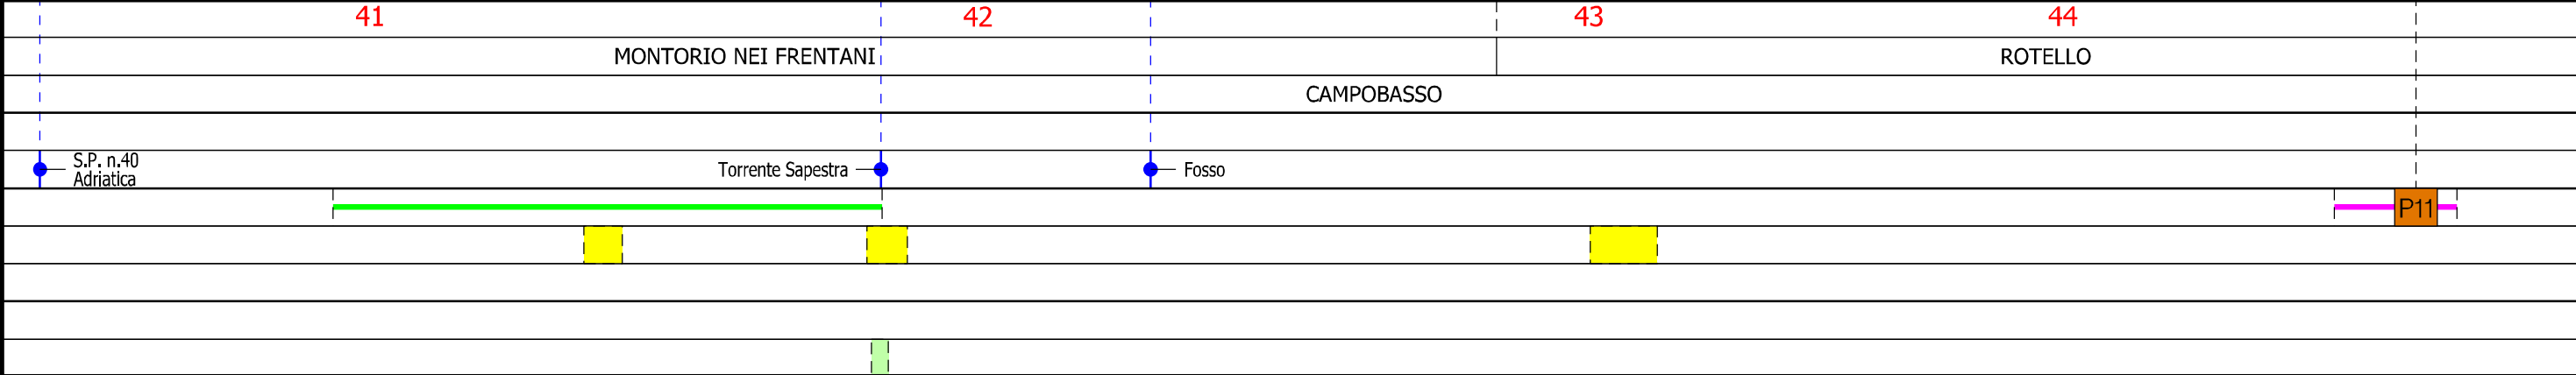 41 42 43 44
MONTORIO NEI FRENTANI ROTELLO
CAMPOBASSO
S.P. n.40
Adriatica
Torrente Sapestra
Fosso
P11